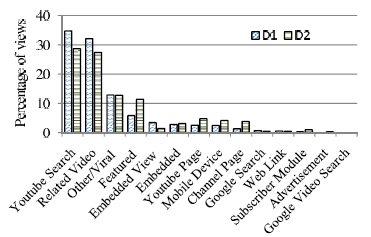 Percentage of views
40
30
20
10
0
D1
D2
Youtube Search
Related Video
Other/Viral
Featured
Embedded View
Embedded
Youtube Page
Mobile Device
Channel Page
Google Search
Web Link
Subscriber Module
Advertisement
Google Video Search